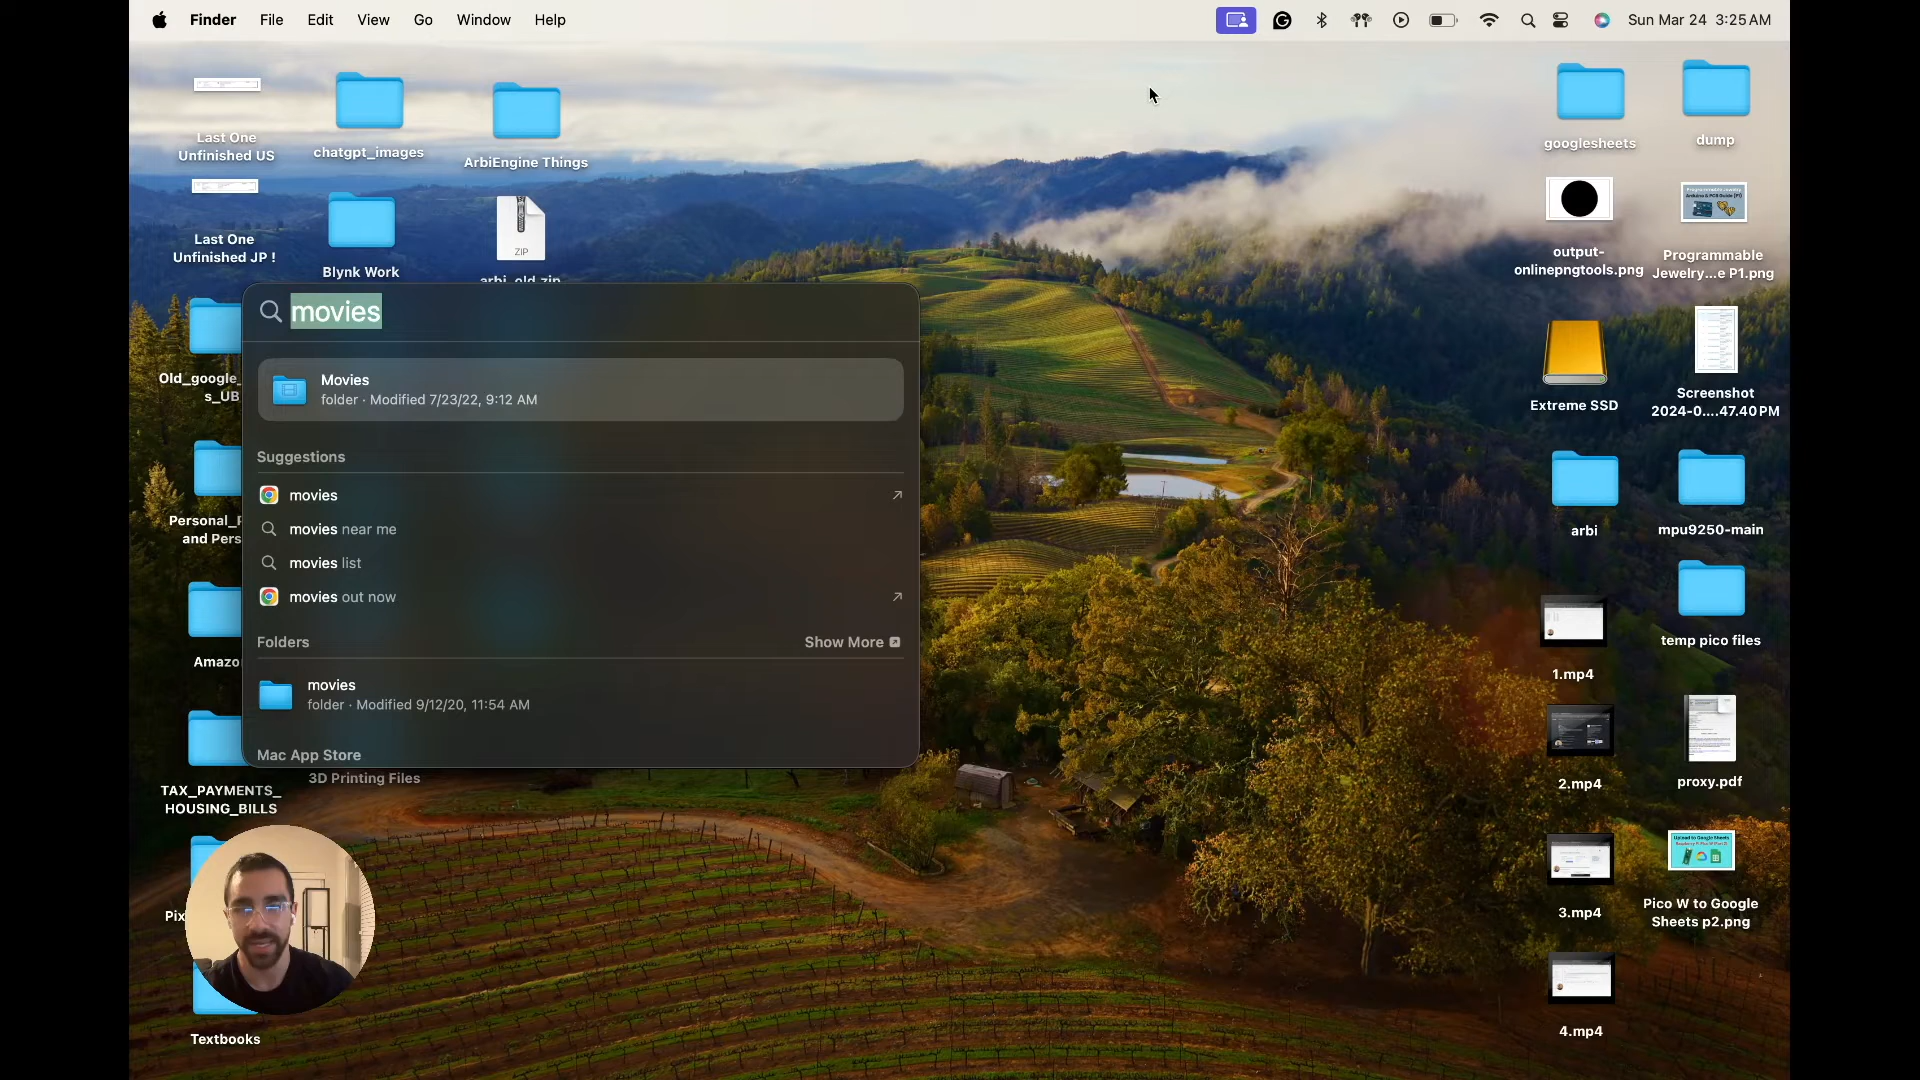 Finder File Edit View Go Window Help
Sun Mar 24 3:25 AM
Last One
Unfinished US
chatgpt_images
ArbiEngine Things
googlesheets
dump
Last One
Unfinished JP !
Blynk Work
ZIP
arbi_old.zip
output-
onlinepngtools.png
Programmable
Jewelry...e P1.png
movies
Movies
folder · Modified 7/23/22, 9:12 AM
Suggestions
movies
movies near me
movies list
movies out now
Folders
Show More
movies
folder · Modified 9/12/20, 11:54 AM
Mac App Store
Old_google_
s_UB
Personal_P
and Pers
Amazo
TAX_PAYMENTS_
HOUSING_BILLS
3D Printing Files
Pix
Textbooks
Extreme SSD
Screenshot
2024-0....47.40 PM
arbi
mpu9250-main
temp pico files
1.mp4
2.mp4
proxy.pdf
3.mp4
Pico W to Google
Sheets p2.png
4.mp4